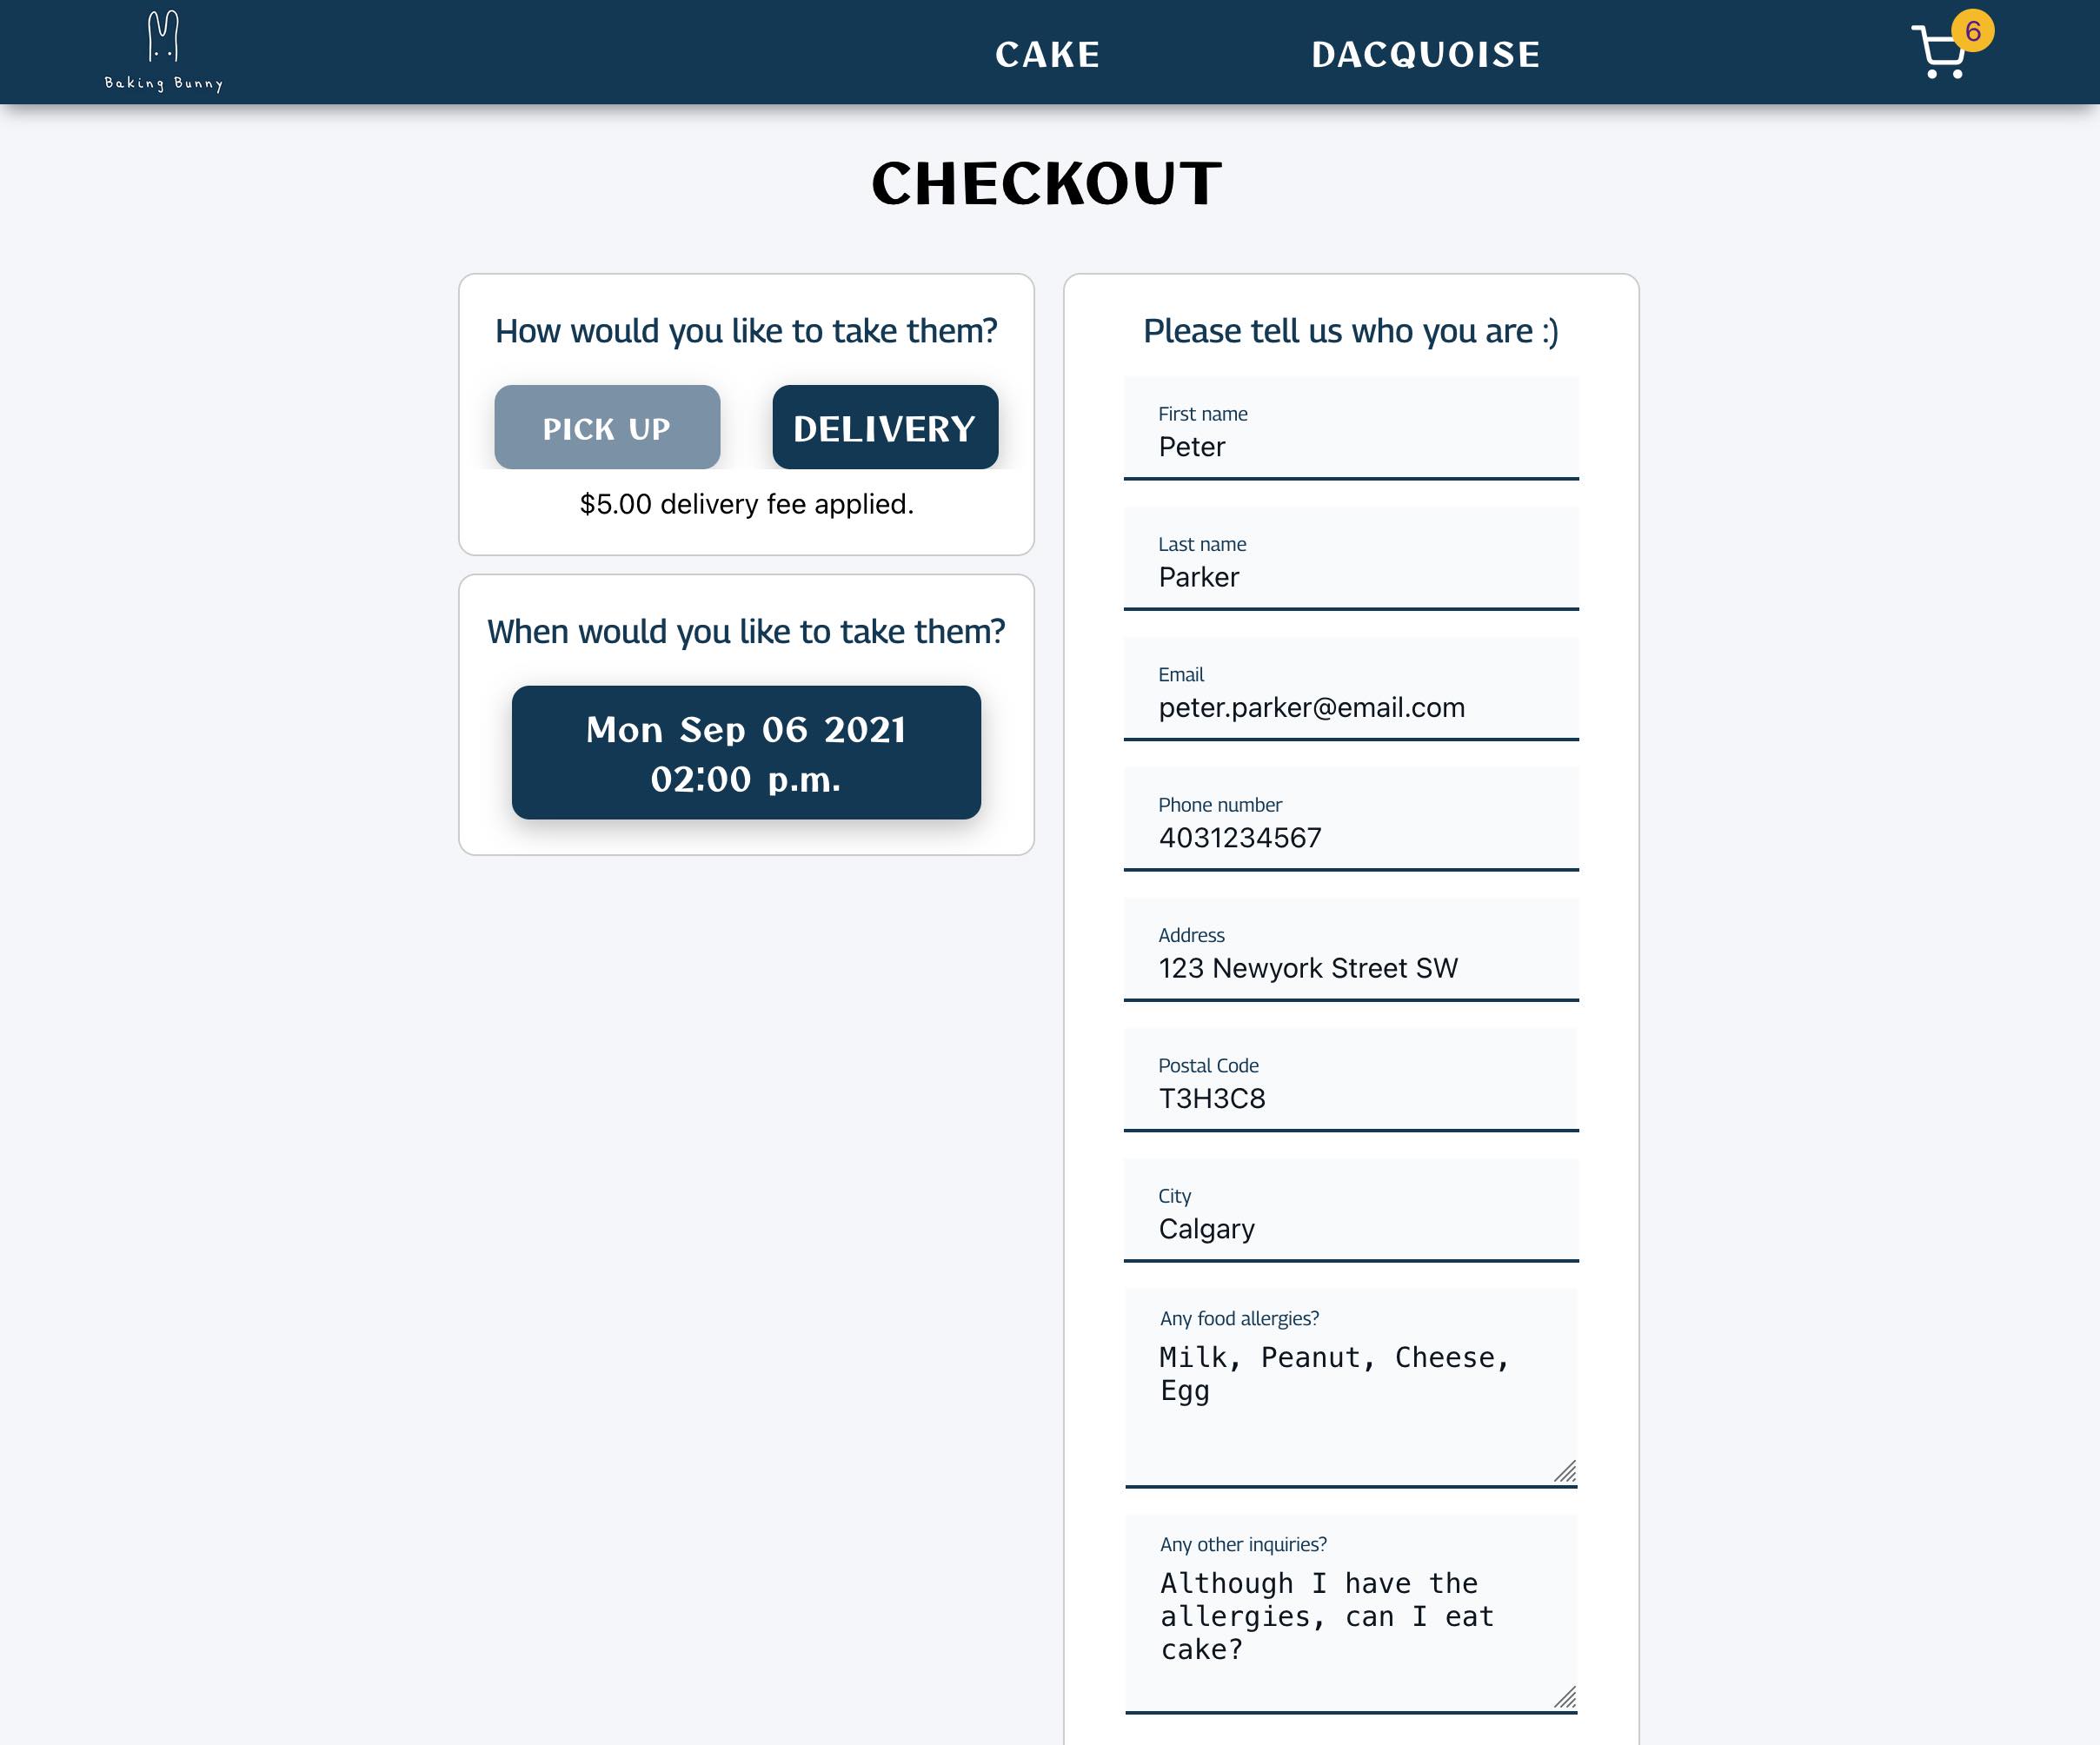 Baking Bunny
CAKE
DACQUOISE
6
CHECKOUT
How would you like to take them?
PICK UP
DELIVERY
$5.00 delivery fee applied.
When would you like to take them?
Mon Sep 06 2021
02:00 p.m.
Please tell us who you are :)
First name
Peter
Last name
Parker
Email
peter.parker@email.com
Phone number
4031234567
Address
123 Newyork Street SW
Postal Code
T3H3C8
City
Calgary
Any food allergies?
Milk, Peanut, Cheese,
Egg
Any other inquiries?
Although I have the
allergies, can I eat
cake?